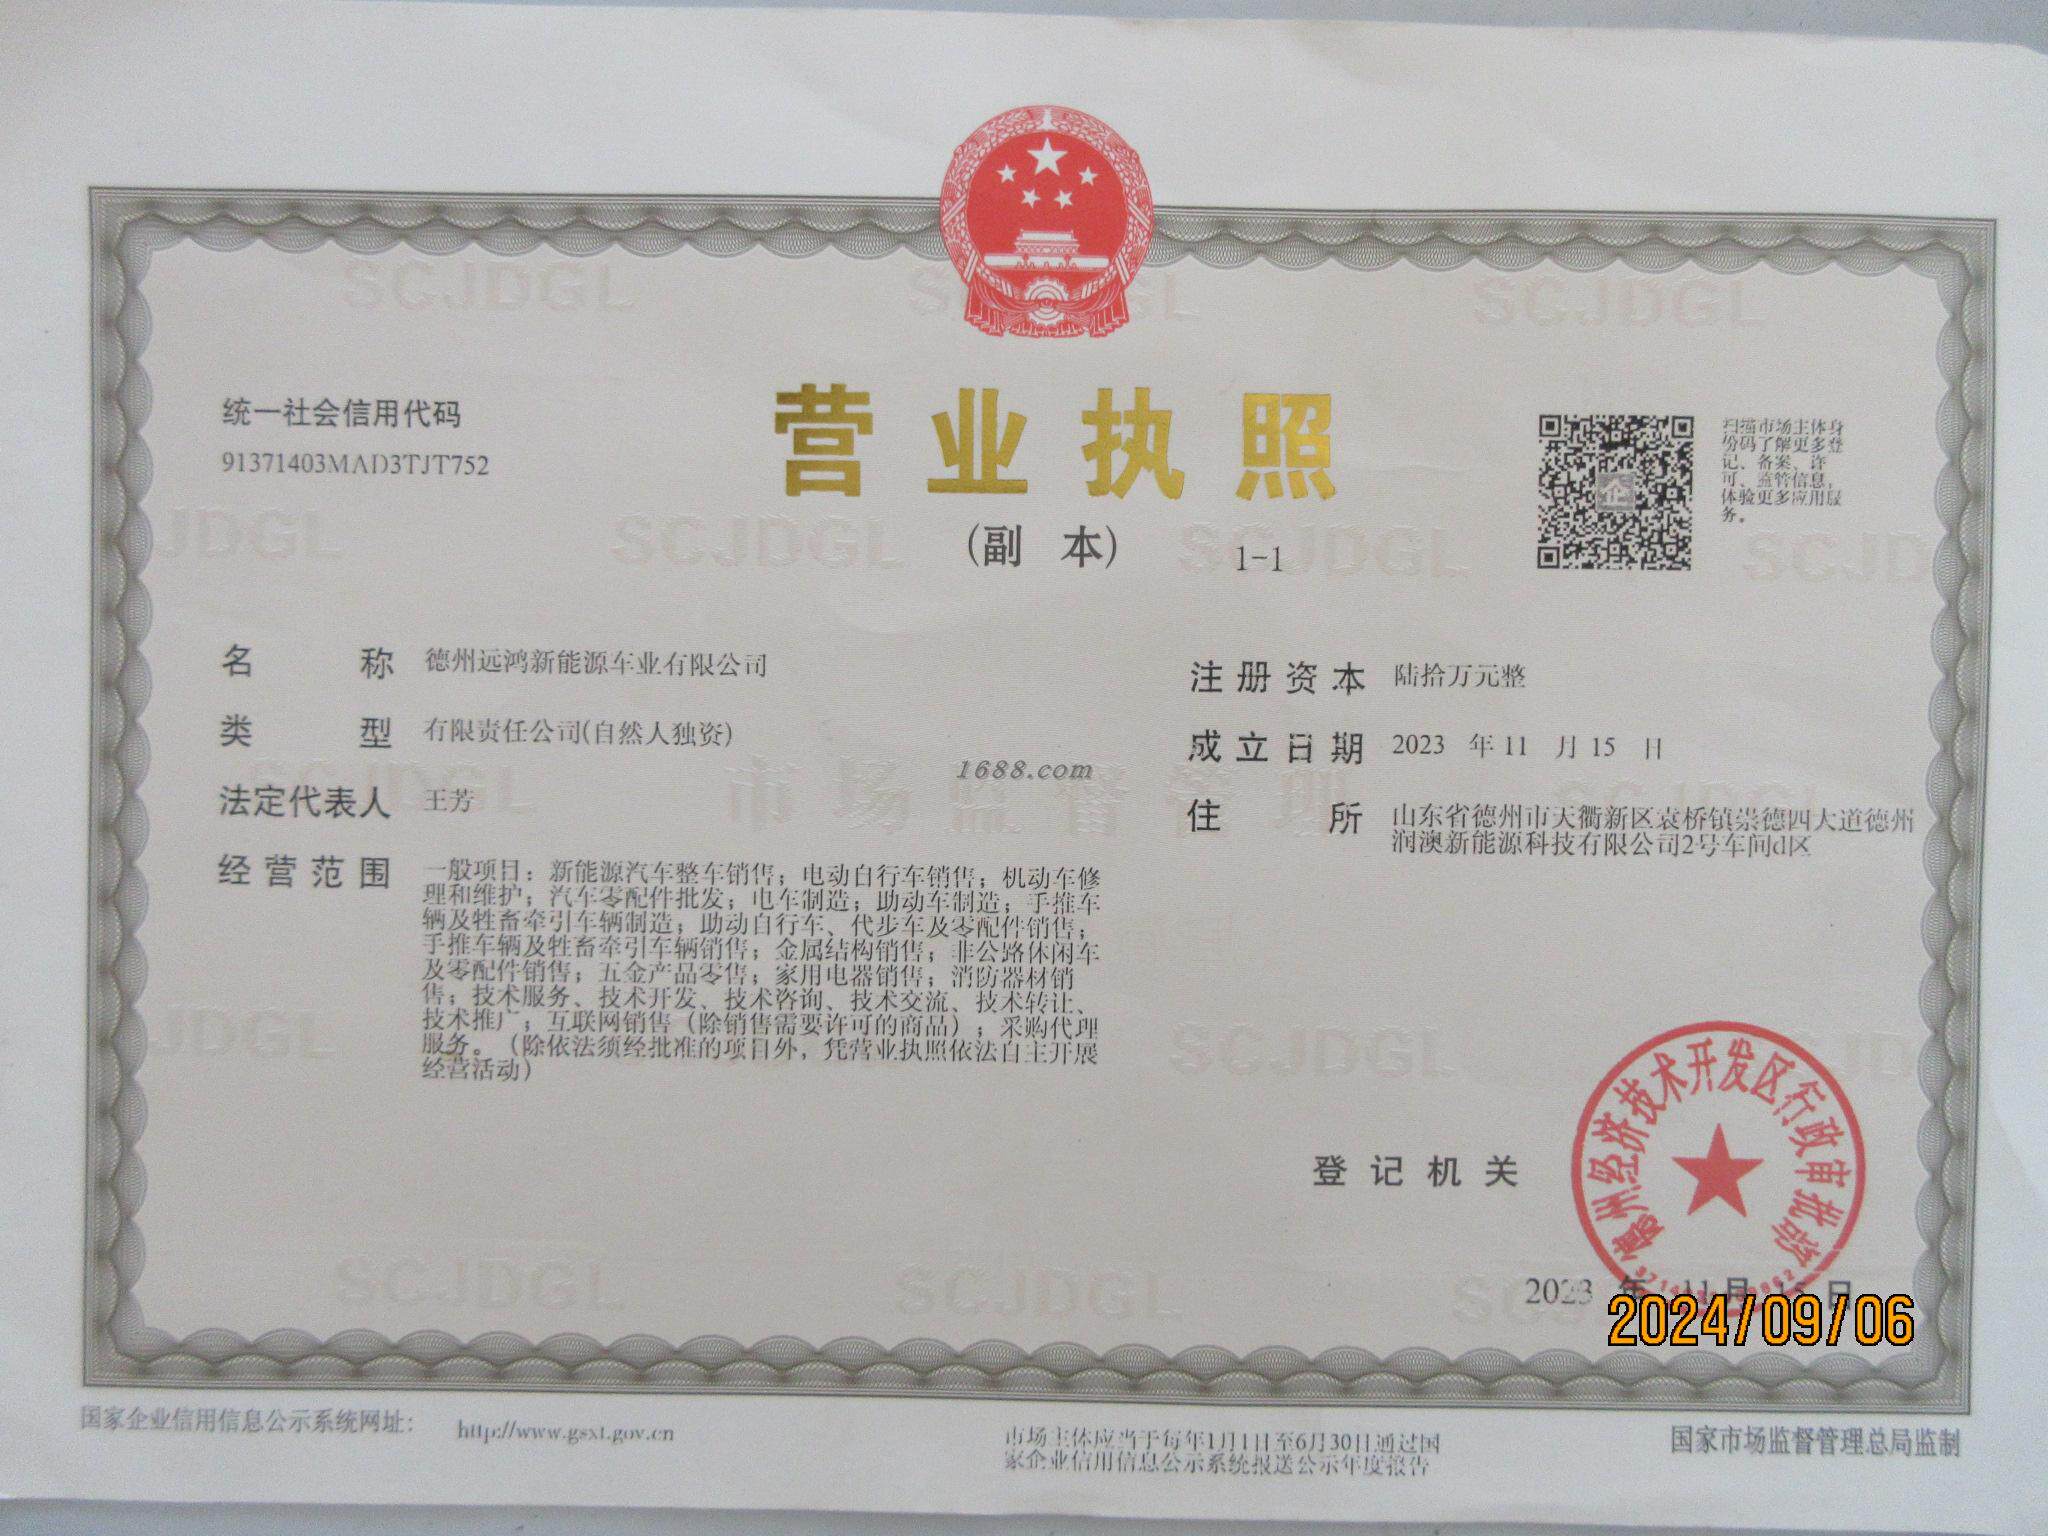 统一社会信用代码
91371403MAD3TJT752
营业执照
(副 本)
1-1
企
扫描市场主体身
份码了解更多登
记、备案、许
可、监管信息,
体验更多应用服
务。
名 称 德州远鸿新能源车业有限公司
类 型 有限责任公司(自然人独资)
法定代表人 王芳
经营范围 一般项目：新能源汽车整车销售；电动自行车销售；机动车修
理和维护；汽车零配件批发；电车制造；助动车制造；手推车
辆及牲畜牵引车辆制造；助动自行车、代步车及零配件销售；
手推车辆及牲畜牵引车辆销售；金属结构销售；非公路休闲车
及零配件销售；五金产品零售；家用电器销售；消防器材销
售；技术服务、技术开发、技术咨询、技术交流、技术转让、
技术推广；互联网销售（除销售需要许可的商品）；采购代理
服务。（除依法须经批准的项目外，凭营业执照依法自主开展
经营活动）
注册资本 陆拾万元整
成立日期 2023 年 11 月 15 日
住 所 山东省德州市天衢新区袁桥镇崇德四大道德州
润澳新能源科技有限公司2号车间d区
1688.com
市场监督管理
SCJDGL
登记机关
德州经济技术开发区行政审批部
2023 年 11 月 15 日
2024/09/06
国家企业信用信息公示系统网址：
http://www.gsxt.gov.cn
市场主体应当于每年1月1日至6月30日通过国
家企业信用信息公示系统报送公示年度报告
国家市场监督管理总局监制